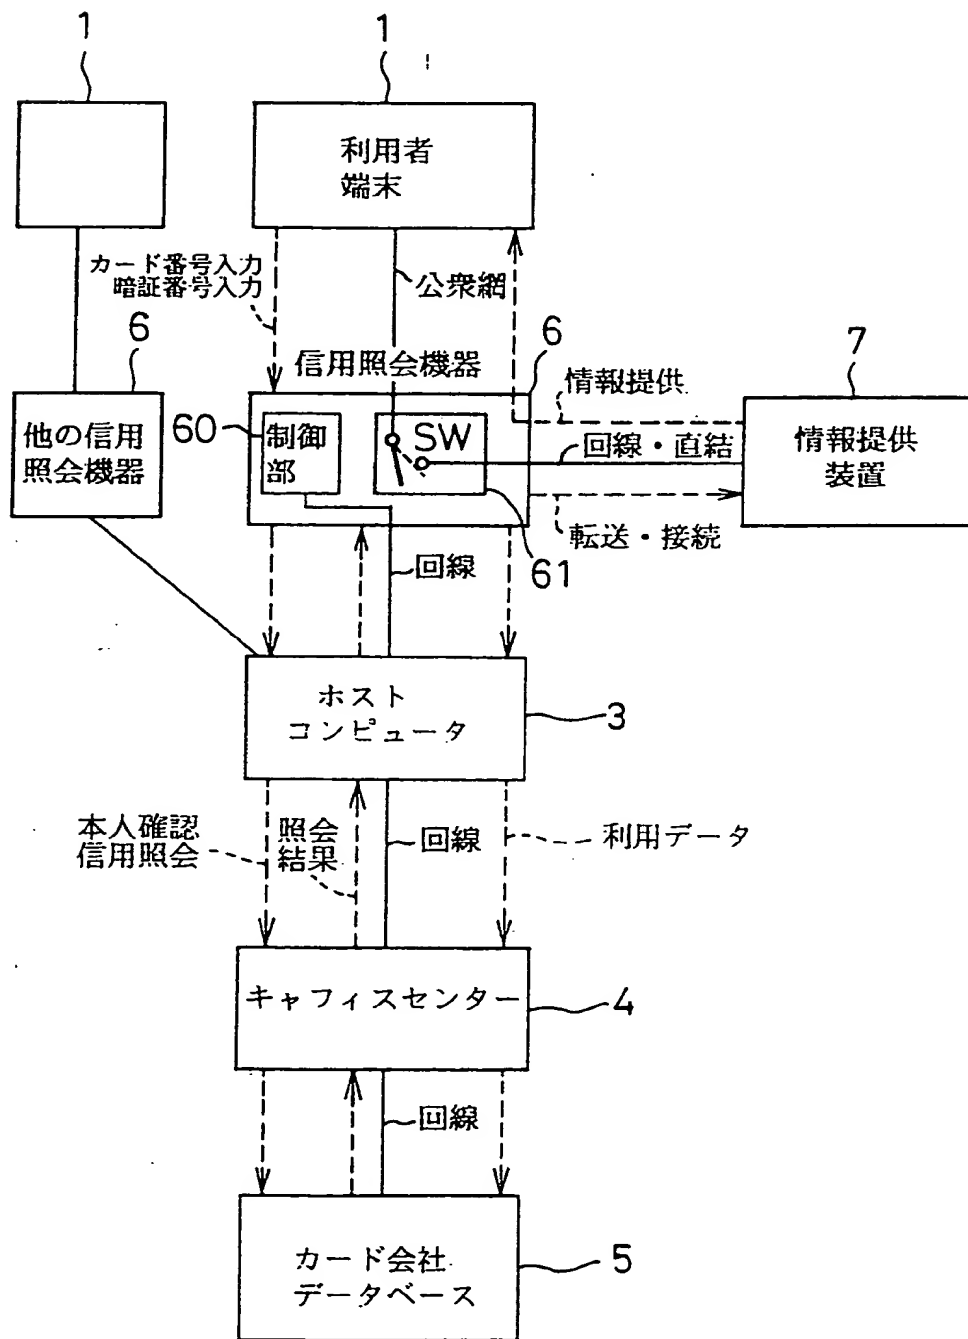 1
1
利用者
端末
カード番号入力
暗証番号入力
公衆網
6
信用照会機器
6
7
情報提供
他の信用
照会機器
60
制御
部
SW
回線・直結
情報提供
装置
転送・接続
61
回線
ホスト
コンピュータ
3
本人確認
信用照会
照会
結果
回線
利用データ
キャフィスセンター
4
回線
カード会社
データベース
5